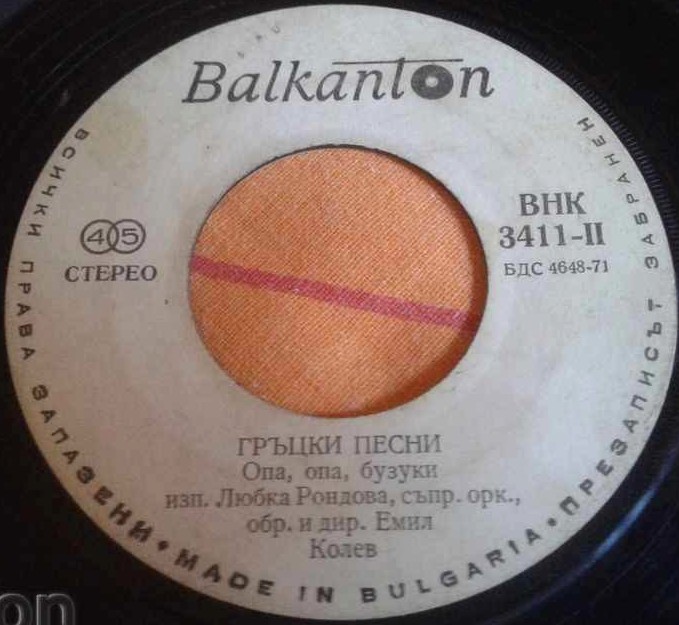 Balkanton
45
СТЕРЕО
ВНК
3411-II
БДС 4648-71
ГРЪЦКИ ПЕСНИ
Опа, опа, бузуки
изп. Любка Рондова, съпр. орк.,
обр. и дир. Емил
Колев
ВСИЧКИ ПРАВА ЗАПАЗЕНИ • MADE IN BULGARIA • ПРЕЗАПИСЪТ ЗАБРАНЕН
on